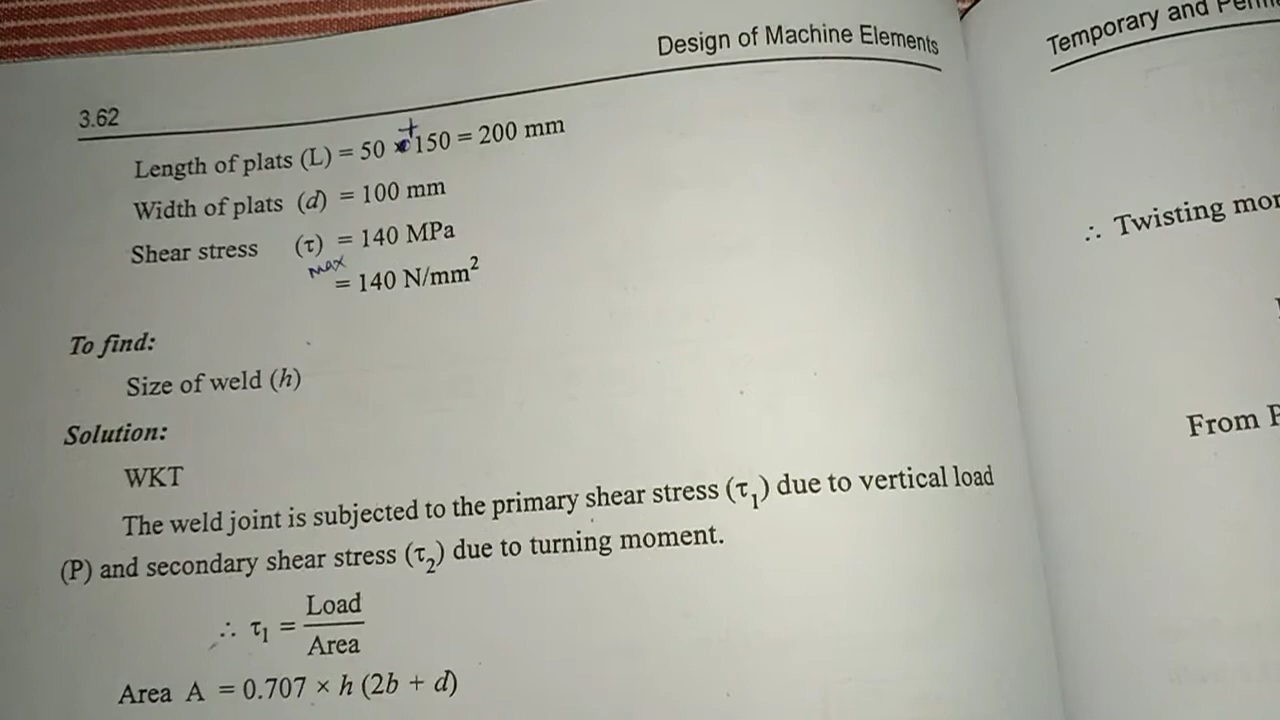 Design of Machine Elements
3.62
Length of plats (L) = 50 + 150 = 200 mm
Width of plats (d) = 100 mm
Shear stress (τ) = 140 MPa
max
= 140 N/mm²
To find:
Size of weld (h)
Solution:
WKT
The weld joint is subjected to the primary shear stress (τ₁) due to vertical load
(P) and secondary shear stress (τ₂) due to turning moment.
∴ τ₁ = Load / Area
Area A = 0.707 × h (2b + d)
Temporary and
∴ Twisting
From